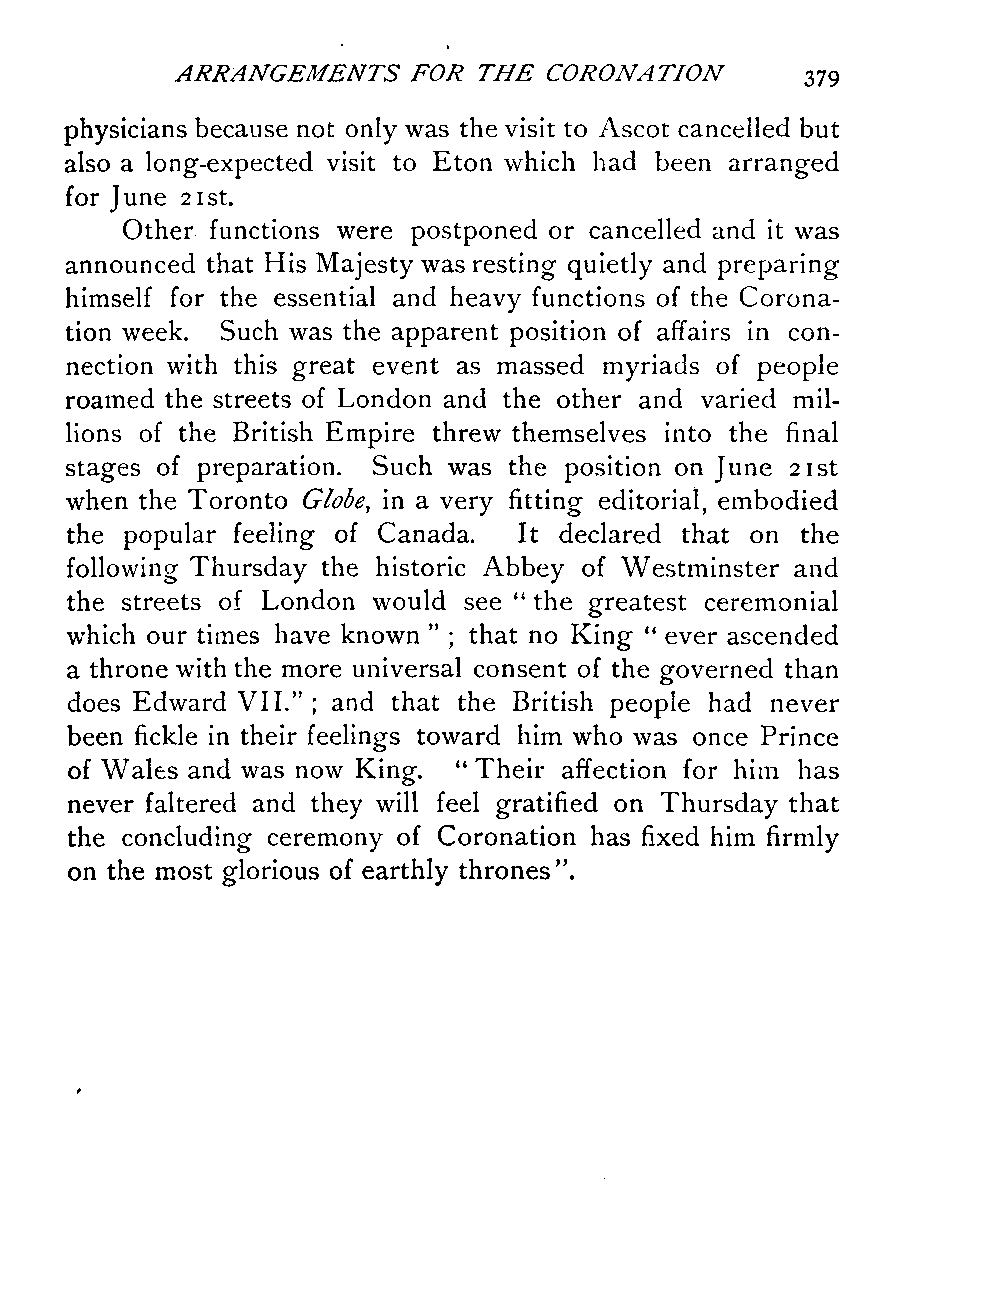 ARRANGEMENTS FOR THE CORONATION 379
physicians because not only was the visit to Ascot cancelled but
also a long-expected visit to Eton which had been arranged
for June 21st.
Other functions were postponed or cancelled and it was
announced that His Majesty was resting quietly and preparing
himself for the essential and heavy functions of the Corona-
tion week. Such was the apparent position of affairs in con-
nection with this great event as massed myriads of people
roamed the streets of London and the other and varied mil-
lions of the British Empire threw themselves into the final
stages of preparation. Such was the position on June 21st
when the Toronto Globe, in a very fitting editorial, embodied
the popular feeling of Canada. It declared that on the
following Thursday the historic Abbey of Westminster and
the streets of London would see “ the greatest ceremonial
which our times have known ” ; that no King “ ever ascended
a throne with the more universal consent of the governed than
does Edward VII.” ; and that the British people had never
been fickle in their feelings toward him who was once Prince
of Wales and was now King. “ Their affection for him has
never faltered and they will feel gratified on Thursday that
the concluding ceremony of Coronation has fixed him firmly
on the most glorious of earthly thrones ”.